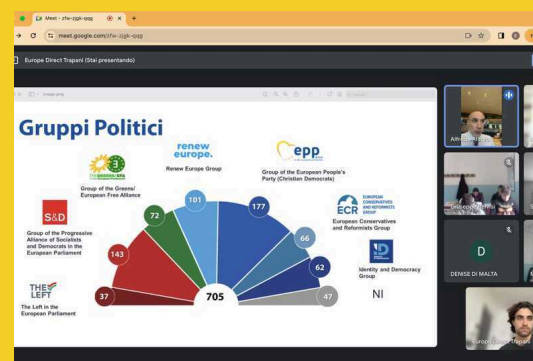 Meet - zfw-zjgk-qqg
meet.google.com/zfw-zjgk-qqg
Europe Direct Trapani (Stai presentando)
Gruppi Politici
renew
europe.
Renew Europe Group
epp
Group of the European People's
Party (Christian Democrats)
THE GREENS/EFA
Group of the Greens/
European Free Alliance
S&D
Group of the Progressive
Alliance of Socialists
and Democrats in the
European Parliament
THE
LEFT
The Left in the
European Parliament
ECR
EUROPEAN
CONSERVATIVES
AND REFORMISTS
GROUP
European Conservatives
and Reformists Group
ID
Identity and Democracy
Group
NI
37
143
72
101
177
66
62
47
705
D
DENISE DI MALTA